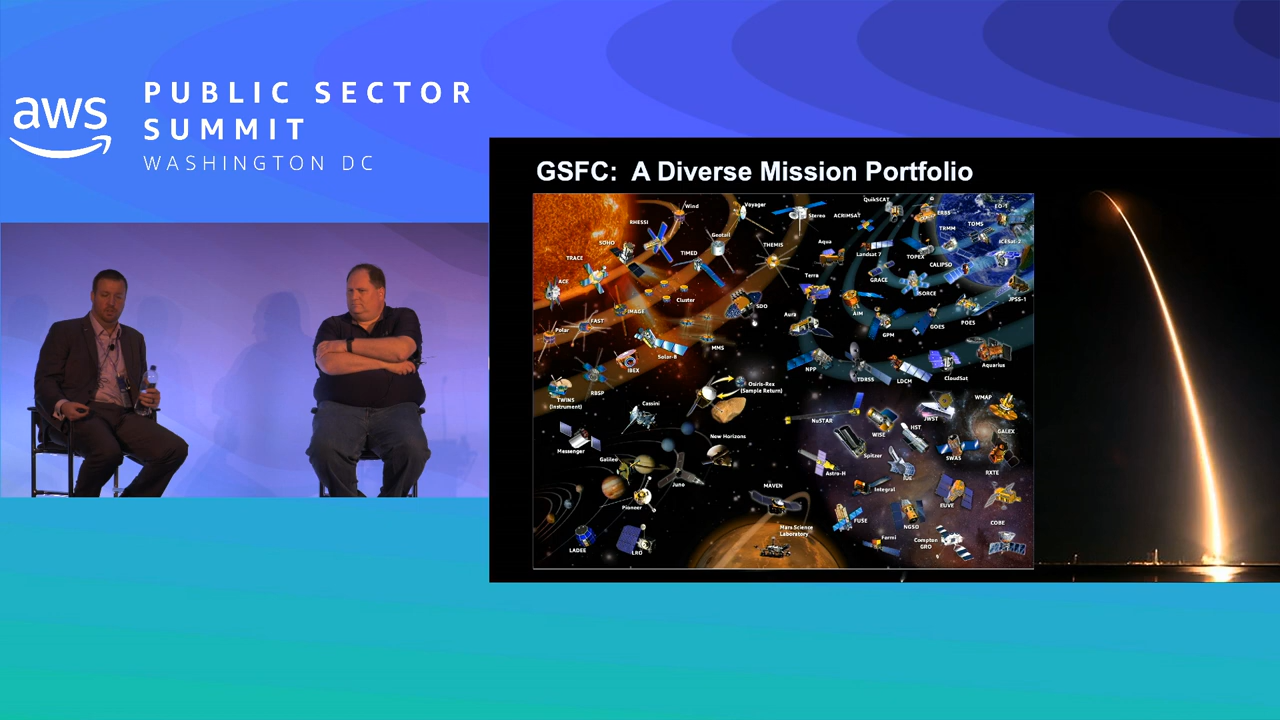 aws
PUBLIC SECTOR
SUMMIT
WASHINGTON DC
GSFC: A Diverse Mission Portfolio
QuikSCAT
Wind
Voyager
Stereo
ACRIMSAT
ERBS
EO-1
RHESSI
TRMM
TOMS
Geotail
SOHO
TIMED
THEMIS
Aqua
Landsat 7
TOPEX
ICESat-2
TRACE
CALIPSO
Terra
GRACE
ACE
SORCE
JPSS-1
Cluster
IMAGE
SDO
Aura
AIM
FAST
Polar
GPM
GOES
POES
Solar-B
MMS
IBEX
NPP
TDRSS
LDCM
CloudSat
Aquarius
RBSP
TWINS
(Instrument)
Osiris-Rex
(Sample Return)
Cassini
NuSTAR
WISE
JWST
HST
WMAP
GALEX
Messenger
New Horizons
Galileo
Spitzer
SWAS
Astro-H
IUE
RXTE
Juno
MAVEN
Integral
Pioneer
EUVE
FUSE
NGSO
COBE
Mars Science
Laboratory
Fermi
Compton
GRO
LADEE
LRO